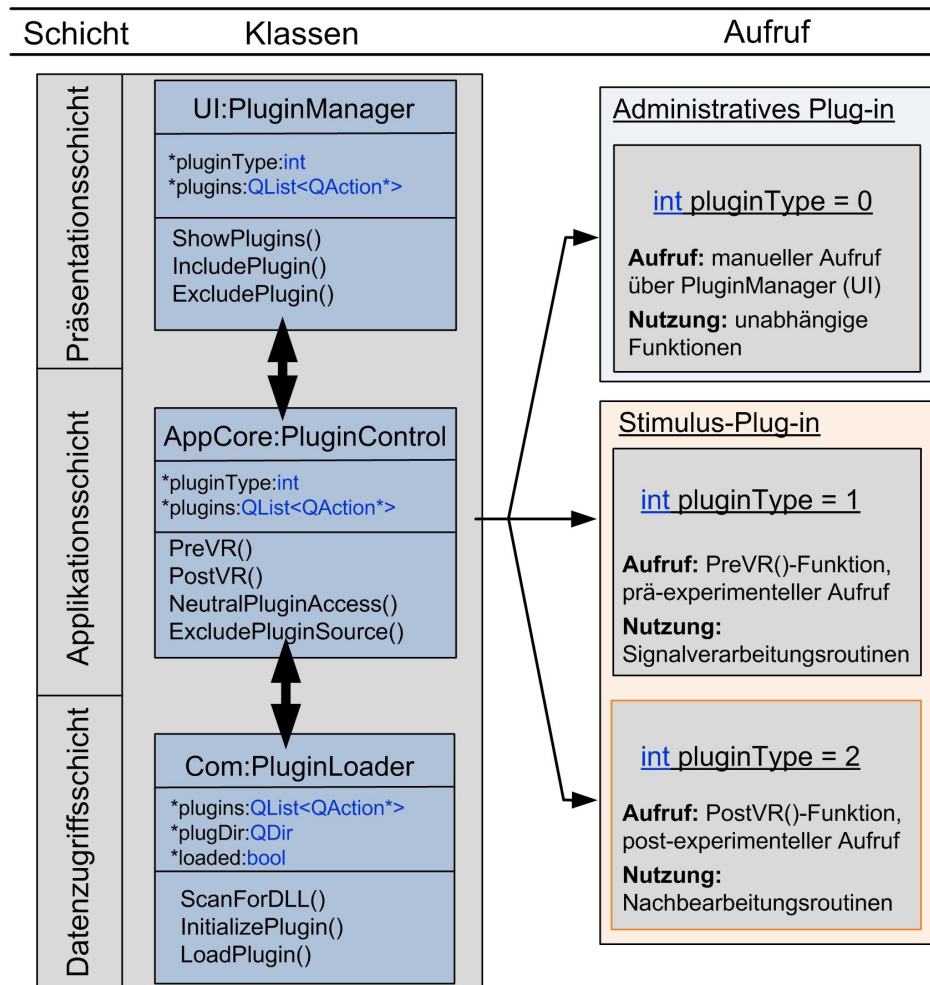 Schicht Klassen Aufruf
Präsentationsschicht
UI:PluginManager
*pluginType:int
*plugins:QList<QAction*>
ShowPlugins()
IncludePlugin()
ExcludePlugin()
Applikationsschicht
AppCore:PluginControl
*pluginType:int
*plugins:QList<QAction*>
PreVR()
PostVR()
NeutralPluginAccess()
ExcludePluginSource()
Datenzugriffsschicht
Com:PluginLoader
*plugins:QList<QAction*>
*plugDir:QDir
*loaded:bool
ScanForDLL()
InitializePlugin()
LoadPlugin()
Administratives Plug-in
int pluginType = 0
Aufruf: manueller Aufruf
über PluginManager (UI)
Nutzung: unabhängige
Funktionen
Stimulus-Plug-in
int pluginType = 1
Aufruf: PreVR()-Funktion,
prä-experimenteller Aufruf
Nutzung:
Signalverarbeitungsroutinen
int pluginType = 2
Aufruf: PostVR()-Funktion,
post-experimenteller Aufruf
Nutzung:
Nachbearbeitungsroutinen